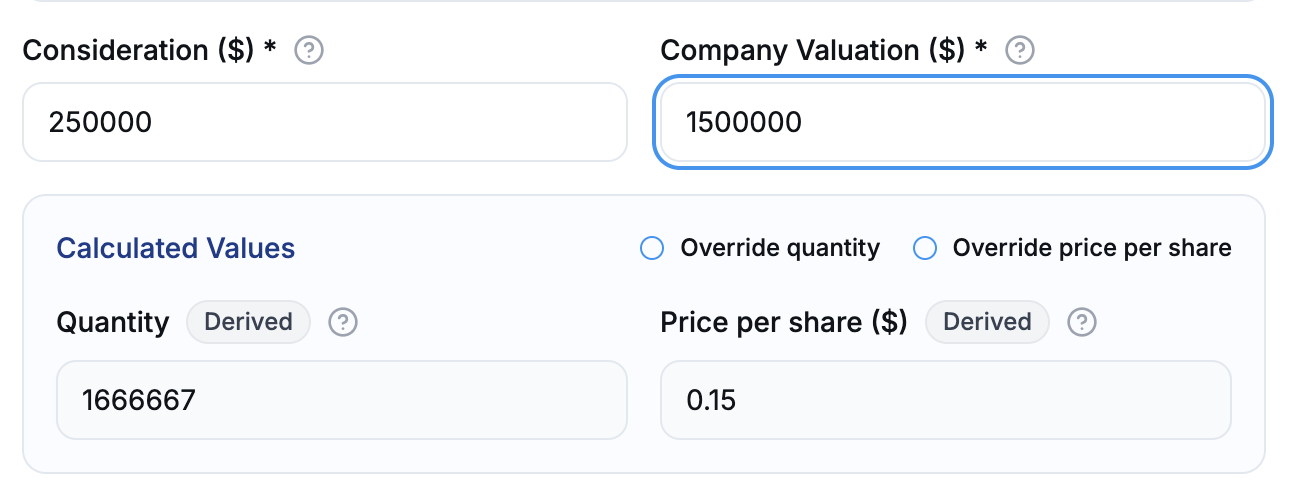 Consideration ($) * ?
Company Valuation ($) * ?
250000
1500000
Calculated Values
Override quantity
Override price per share
Quantity Derived ?
Price per share ($) Derived ?
1666667
0.15